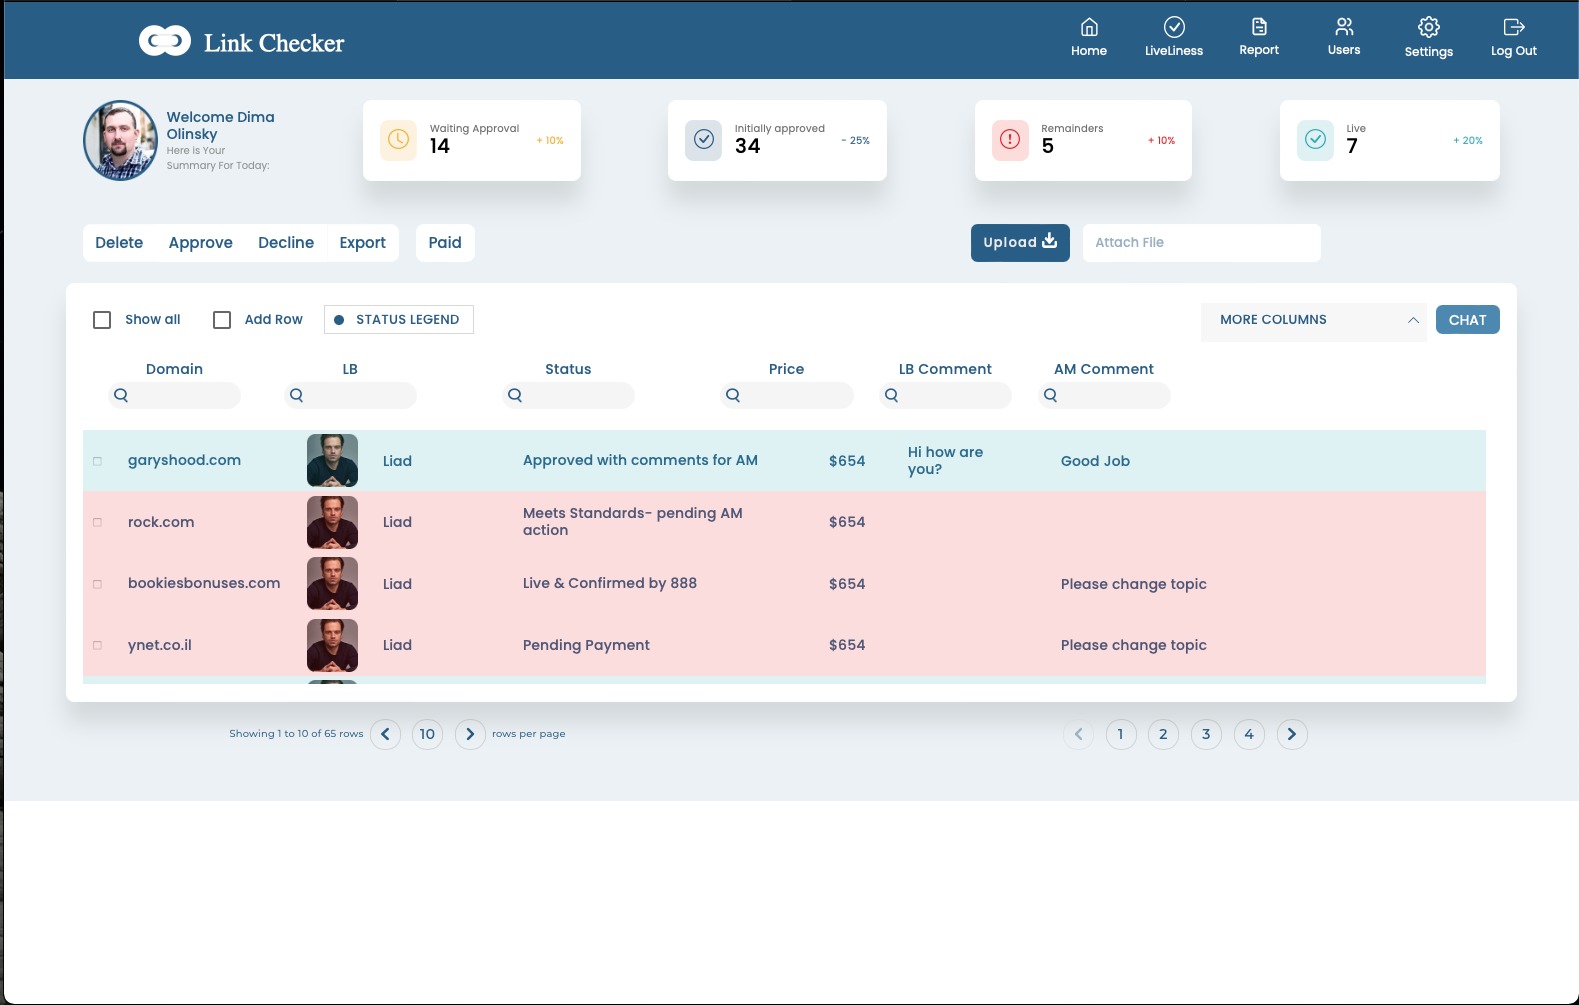 Link Checker
Home
LiveLiness
Report
Users
Settings
Log Out
Welcome Dima
Olinsky
Here is Your
Summary For Today:
Waiting Approval
14
+ 10%
Initially approved
34
- 25%
Remainders
5
+ 10%
Live
7
+ 20%
Delete
Approve
Decline
Export
Paid
Upload
Attach File
Show all
Add Row
STATUS LEGEND
MORE COLUMNS
CHAT
Domain
LB
Status
Price
LB Comment
AM Comment
garyshood.com
Liad
Approved with comments for AM
$654
Hi how are
you?
Good Job
rock.com
Liad
Meets Standards- pending AM
action
$654
bookiesbonuses.com
Liad
Live & Confirmed by 888
$654
Please change topic
ynet.co.il
Liad
Pending Payment
$654
Please change topic
Showing 1 to 10 of 65 rows
10
rows per page
1
2
3
4